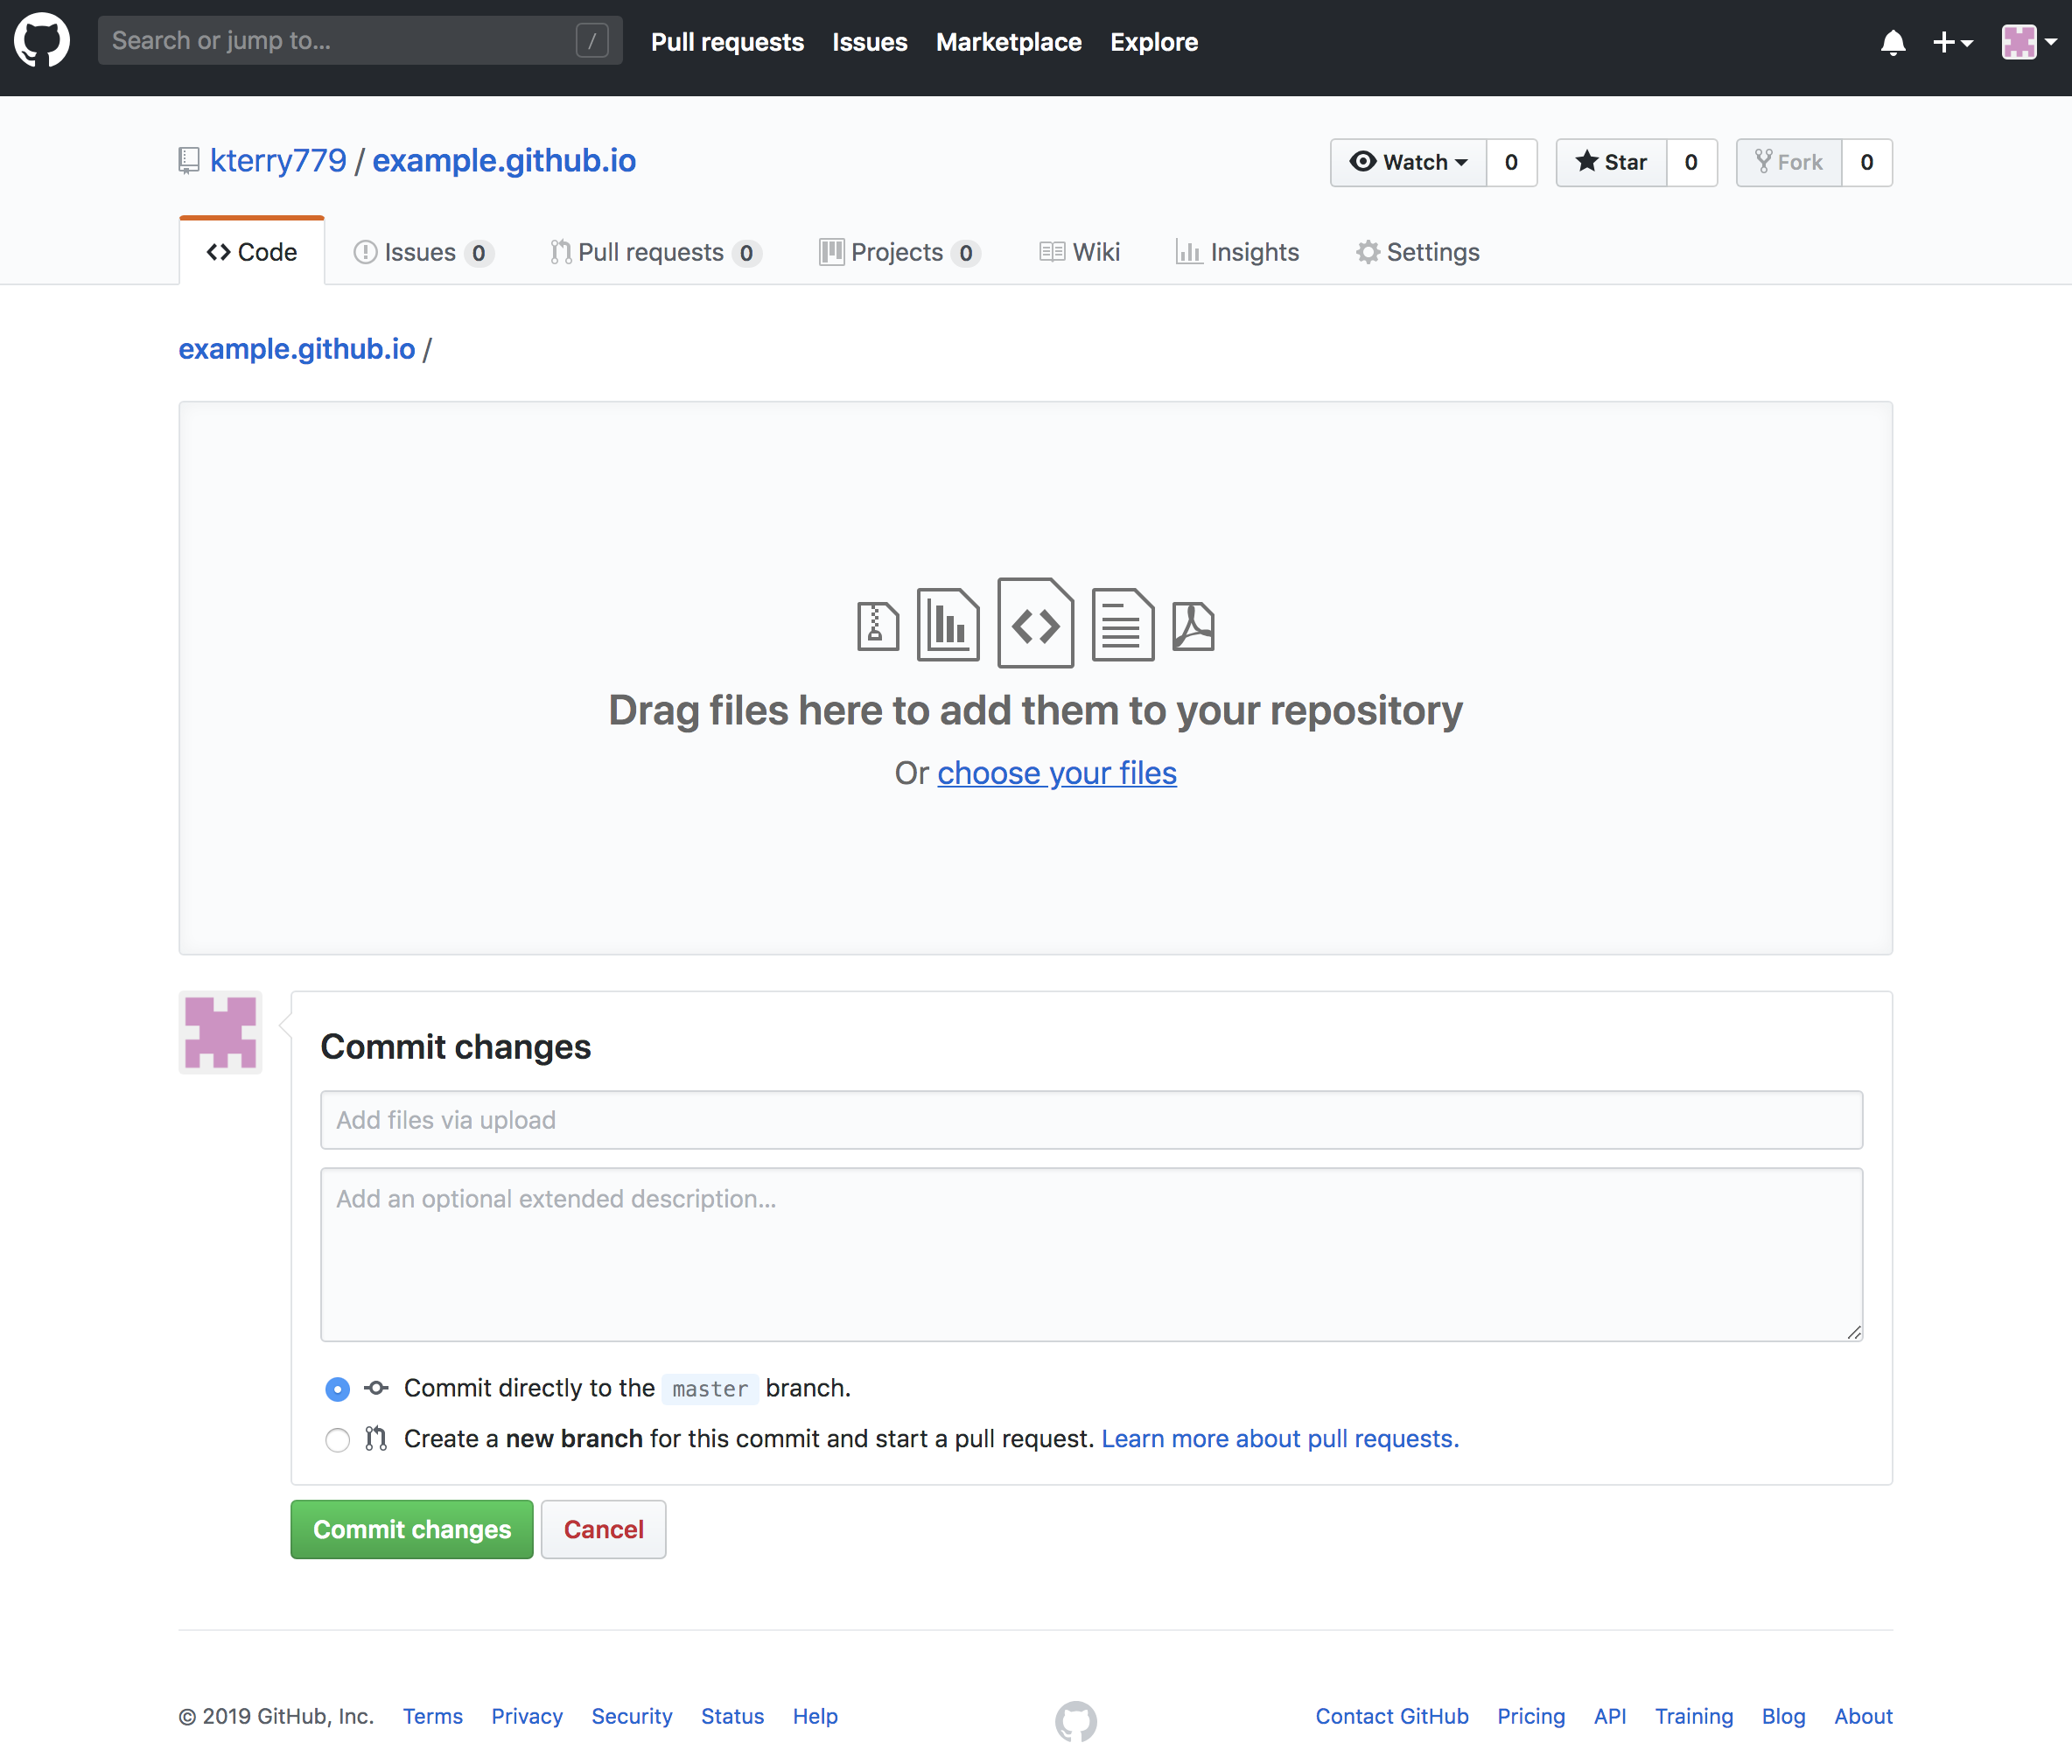 Search or jump to... /
Pull requests Issues Marketplace Explore
kterry779 / example.github.io
Watch 0 Star 0 Fork 0
Code Issues 0 Pull requests 0 Projects 0 Wiki Insights Settings
example.github.io /
Drag files here to add them to your repository
Or choose your files
Commit changes
Add files via upload
Add an optional extended description...
Commit directly to the master branch.
Create a new branch for this commit and start a pull request. Learn more about pull requests.
Commit changes Cancel
© 2019 GitHub, Inc. Terms Privacy Security Status Help Contact GitHub Pricing API Training Blog About